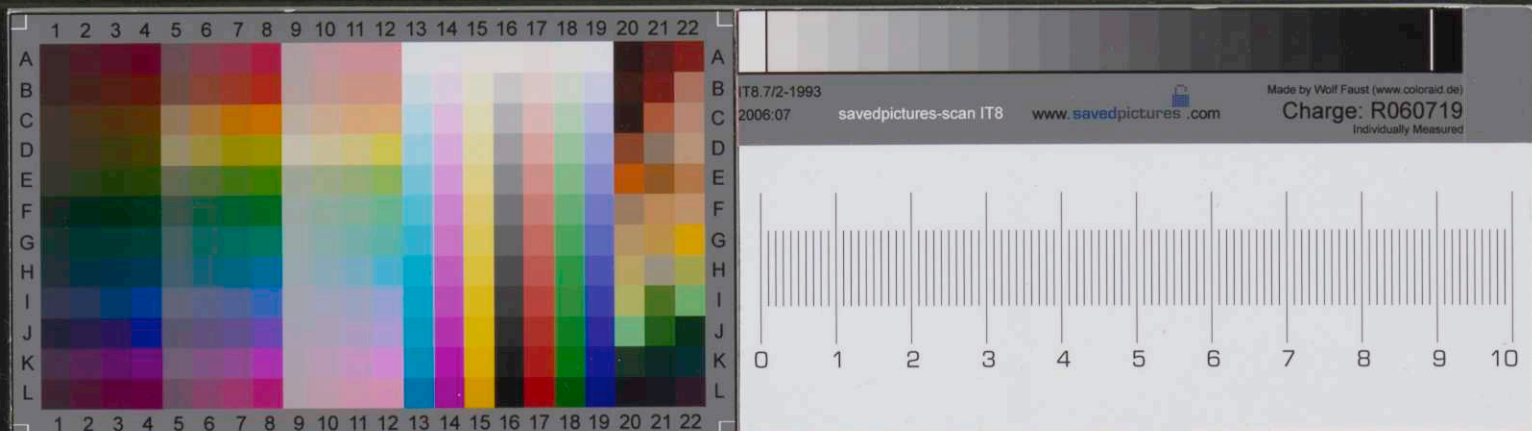 1 2 3 4 5 6 7 8 9 10 11 12 13 14 15 16 17 18 19 20 21 22
A A
B B
C C
D D
E E
F F
G G
H H
I I
J J
K K
L L
1 2 3 4 5 6 7 8 9 10 11 12 13 14 15 16 17 18 19 20 21 22
IT8.7/2-1993
2006:07
savedpictures-scan IT8
www.savedpictures.com
Made by Wolf Faust (www.coloraid.de)
Charge: R060719
Individually Measured
0 1 2 3 4 5 6 7 8 9 10